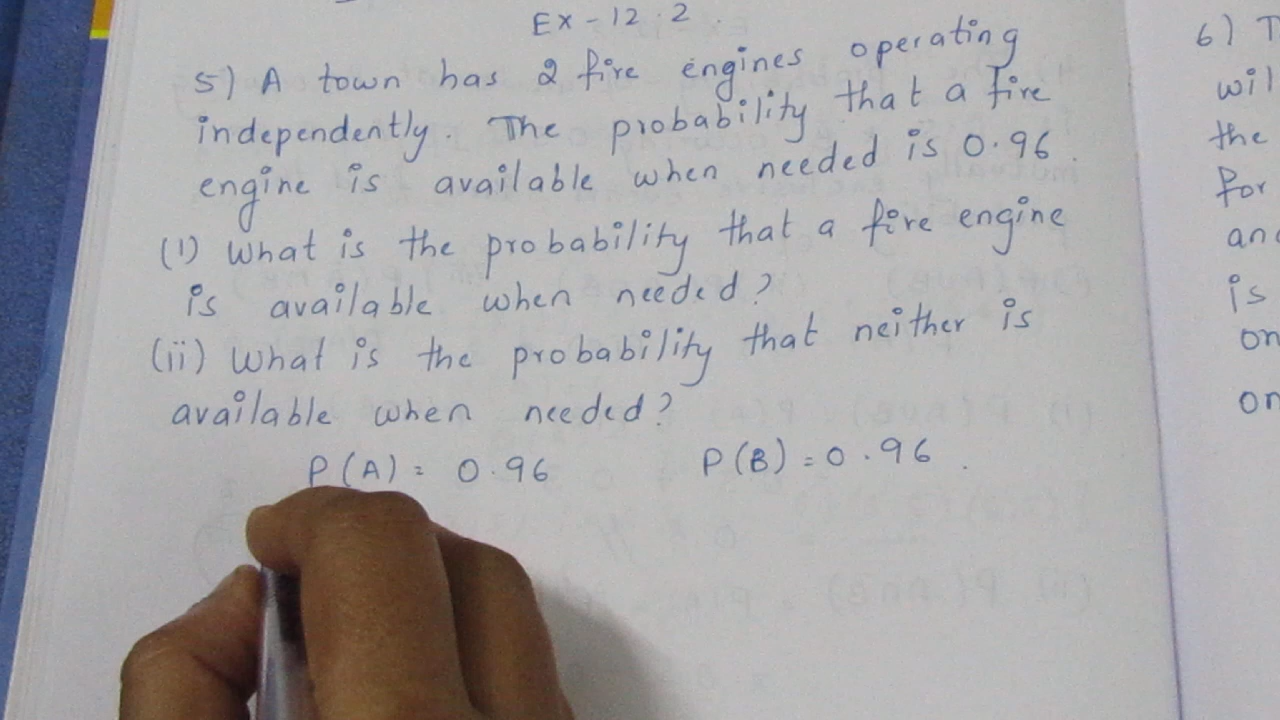 Ex-12.2.
5) A town has 2 fire engines operating
independently. The probability that a fire
engine is available when needed is 0.96.
(i) What is the probability that a fire engine
is available when needed?
(ii) What is the probability that neither is
available when needed?
P(A) = 0.96 P(B) = 0.96.
6) T
wil
the
for
and
is
on
on